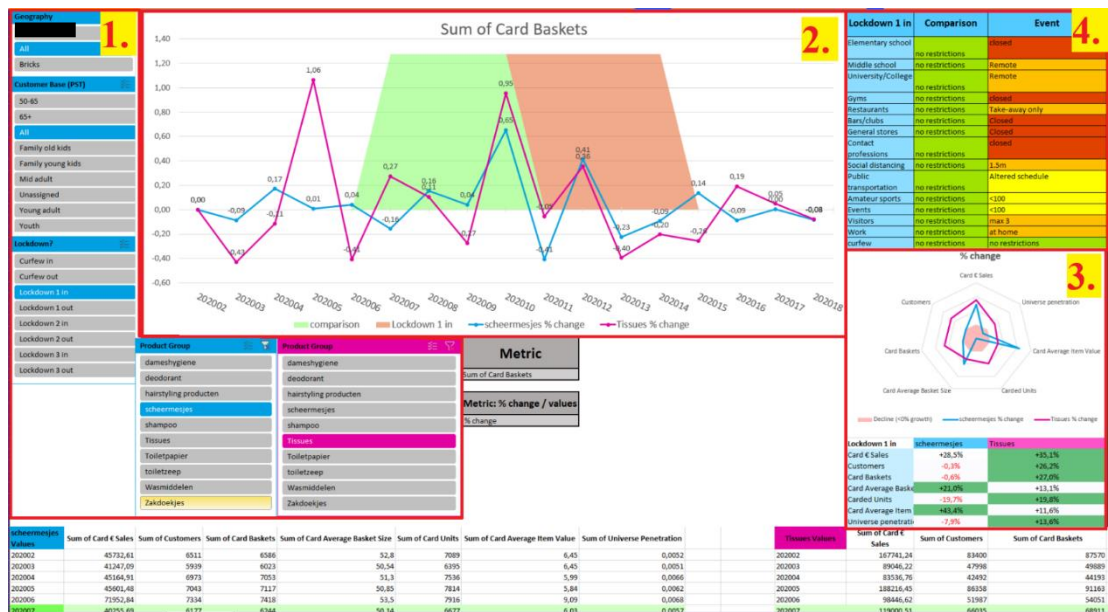 Geography
All
Bricks
1.
Customer Base (PST)
50-65
65+
All
Family old kids
Family young kids
Mid adult
Unassigned
Young adult
Youth
Lockdown?
Curfew in
Curfew out
Lockdown 1 in
Lockdown 1 out
Lockdown 2 in
Lockdown 2 out
Lockdown 3 in
Lockdown 3 out
Sum of Card Baskets
2.
1,40
1,20
1,00
0,80
0,60
0,40
0,20
0,00
-0,20
-0,40
-0,60
0,00
-0,09
-0,43
0,17
-0,11
1,06
0,01
0,04
-0,41
0,27
-0,16
0,16
0,11
0,04
-0,27
0,95
0,65
-0,05
-0,41
0,41
0,36
-0,23
-0,40
-0,09
-0,20
0,14
-0,26
0,19
-0,09
0,05
0,00
-0,08
202002 202003 202004 202005 202006 202007 202008 202009 202010 202011 202012 202013 202014 202015 202016 202017 202018
comparison Lockdown 1 in scheermesjes % change Tissues % change
4.
Lockdown 1 in Comparison Event
Elementary school no restrictions closed
Middle school no restrictions Remote
University/College no restrictions Remote
Gyms no restrictions closed
Restaurants no restrictions Take-away only
Bars/clubs no restrictions Closed
General stores no restrictions Closed
Contact professions no restrictions closed
Social distancing no restrictions 1,5m
Public transportation no restrictions Altered schedule
Amateur sports no restrictions <100
Events no restrictions <100
Visitors no restrictions max 3
Work no restrictions at home
curfew no restrictions no restrictions
% change
3.
Card € Sales
Customers
Universe penetration
Card Baskets
Card Average Item Value
Card Average Basket Size
Carded Units
Decline (<0% growth) scheermesjes % change Tissues % change
Lockdown 1 in scheermesjes Tissues
Card € Sales +28,5% +35,1%
Customers -0,3% +26,2%
Card Baskets -0,6% +27,0%
Card Average Baske +21,0% +13,1%
Carded Units -19,7% +19,8%
Card Average Item +43,4% +11,6%
Universe penetrati -7,9% +13,6%
Product Group
dameshygiene
deodorant
hairstyling producten
scheermesjes
shampoo
Tissues
Toiletpapier
toiletzeep
Wasmiddelen
Zakdoekjes
Product Group
dameshygiene
deodorant
hairstyling producten
scheermesjes
shampoo
Tissues
Toiletpapier
toiletzeep
Wasmiddelen
Zakdoekjes
Metric
Sum of Card Baskets
Metric: % change / values
% change
scheermesjes Values Sum of Card € Sales Sum of Customers Sum of Card Baskets Sum of Card Average Basket Size Sum of Card Units Sum of Card Average Item Value Sum of Universe Penetration Tissues Values Sum of Card € Sales Sum of Customers Sum of Card Baskets
202002 45732,61 6511 6586 52,8 7089 6,45 0,0052 202002 167741,24 83400 87570
202003 41247,09 5939 6023 50,54 6395 6,45 0,0051 202003 89046,22 47998 49889
202004 45164,91 6973 7053 51,3 7536 5,99 0,0066 202004 83536,76 42492 44193
202005 45601,48 7043 7117 50,85 7814 5,84 0,0062 202005 188216,45 86358 91163
202006 71952,84 7334 7418 53,5 7916 9,09 0,0068 202006 98446,62 51987 54051